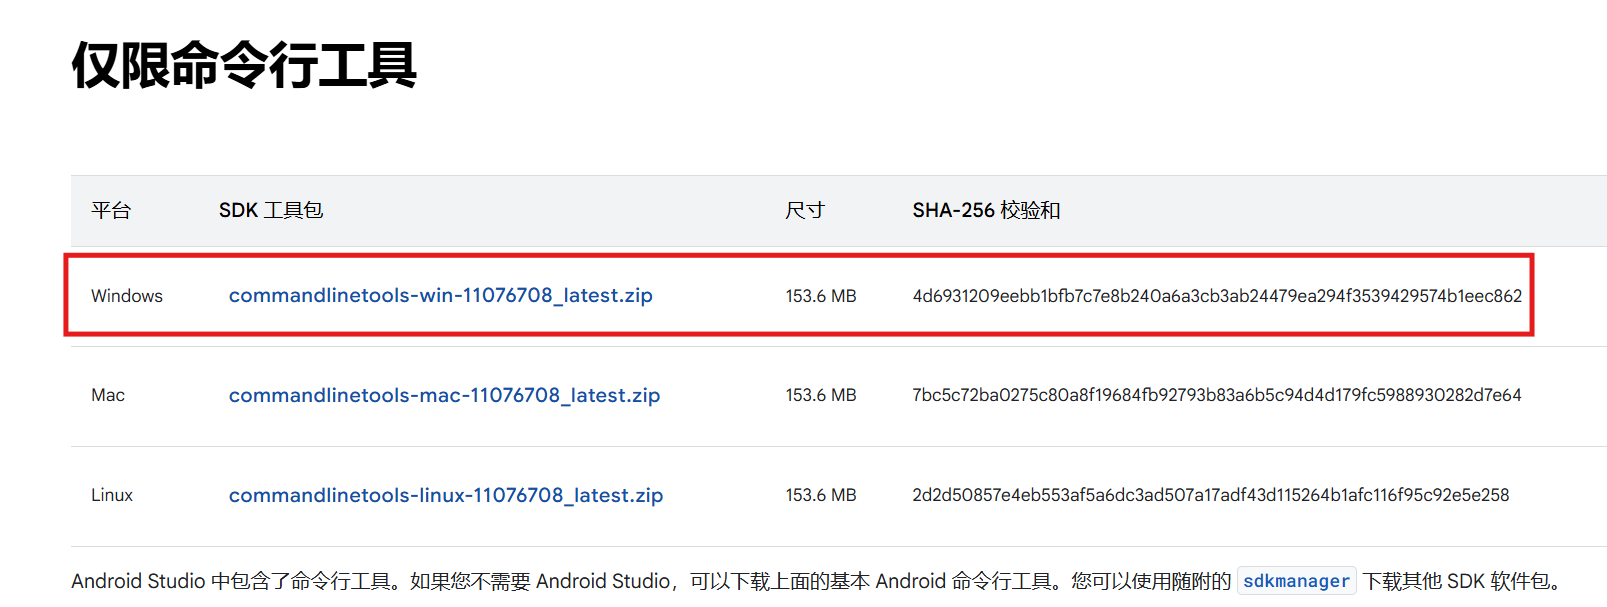 仅限命令行工具
平台 SDK 工具包 尺寸 SHA-256 校验和
Windows commandlinetools-win-11076708_latest.zip 153.6 MB 4d6931209eebb1bfb7c7e8b240a6a3cb3ab24479ea294f3539429574b1eec862
Mac commandlinetools-mac-11076708_latest.zip 153.6 MB 7bc5c72ba0275c80a8f19684fb92793b83a6b5c94d4d179fc5988930282d7e64
Linux commandlinetools-linux-11076708_latest.zip 153.6 MB 2d2d50857e4eb553af5a6dc3ad507a17adf43d115264b1afc116f95c92e5e258
Android Studio 中包含了命令行工具。如果您不需要 Android Studio，可以下载上面的基本 Android 命令行工具。您可以使用随附的 sdkmanager 下载其他 SDK 软件包。